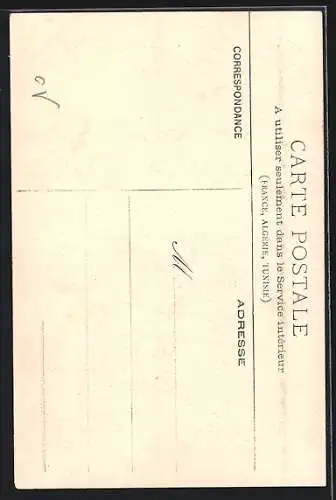 CARTE POSTALE
A utiliser seulement dans le Service intérieur
(FRANCE, ALGÉRIE, TUNISIE)
CORRESPONDANCE
ADRESSE
M